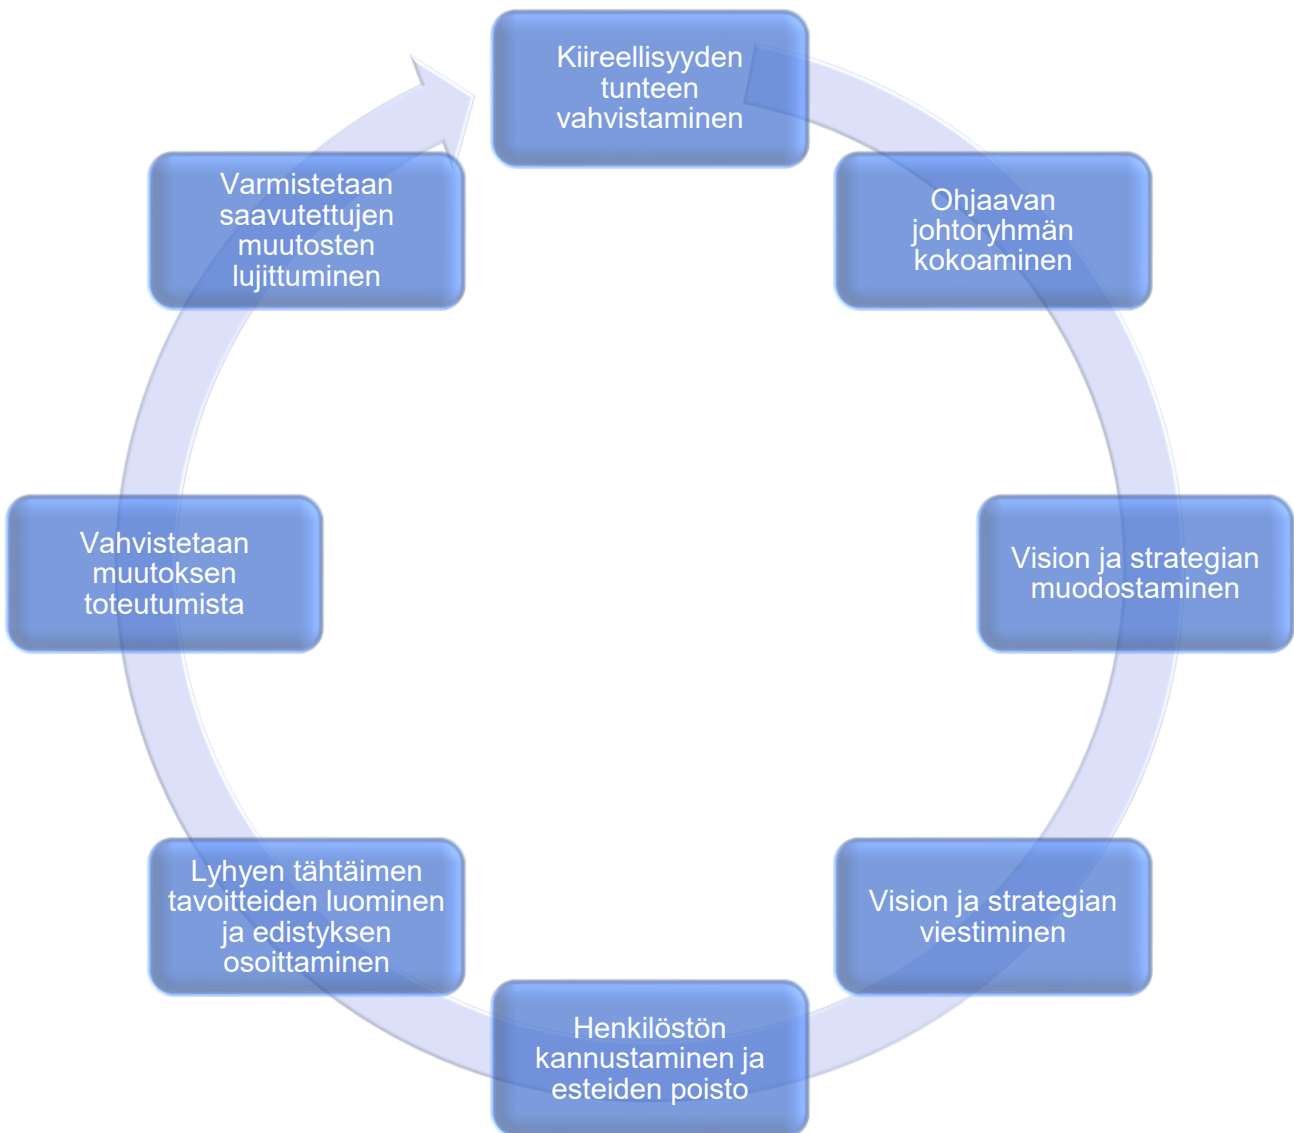 Kiireellisyyden
tunteen
vahvistaminen
Ohjaavan
johtoryhmän
kokoaminen
Vision ja strategian
muodostaminen
Vision ja strategian
viestiminen
Henkilöstön
kannustaminen ja
esteiden poisto
Lyhyen tähtäimen
tavoitteiden luominen
ja edistyksen
osoittaminen
Vahvistetaan
muutoksen
toteutumista
Varmistetaan
saavutettujen
muutosten
lujittuminen